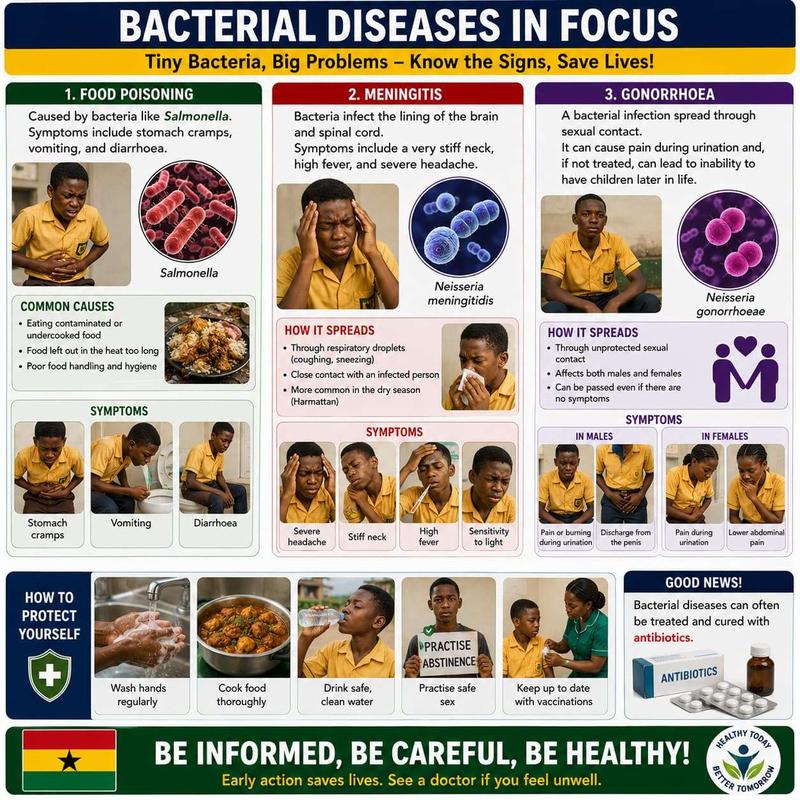 BACTERIAL DISEASES IN FOCUS
Tiny Bacteria, Big Problems – Know the Signs, Save Lives!
1. FOOD POISONING
Caused by bacteria like Salmonella.
Symptoms include stomach cramps,
vomiting, and diarrhoea.
Salmonella
COMMON CAUSES
• Eating contaminated or
undercooked food
• Food left out in the heat too long
• Poor food handling and hygiene
SYMPTOMS
Stomach
cramps
Vomiting
Diarrhoea
2. MENINGITIS
Bacteria infect the lining of the brain
and spinal cord.
Symptoms include a very stiff neck,
high fever, and severe headache.
Neisseria
meningitidis
HOW IT SPREADS
• Through respiratory droplets
(coughing, sneezing)
• Close contact with an infected person
• More common in the dry season
(Harmattan)
SYMPTOMS
Severe
headache
Stiff neck
High
fever
Sensitivity
to light
3. GONORRHOEA
A bacterial infection spread through
sexual contact.
It can cause pain during urination and,
if not treated, can lead to inability to
have children later in life.
Neisseria
gonorrhoeae
HOW IT SPREADS
• Through unprotected sexual
contact
• Affects both males and females
• Can be passed even if there are
no symptoms
SYMPTOMS
IN MALES
Pain or burning
during urination
Discharge from
the penis
IN FEMALES
Pain during
urination
Lower abdominal
pain
HOW TO
PROTECT
YOURSELF
Wash hands
regularly
Cook food
thoroughly
Drink safe,
clean water
PRACTISE
ABSTINENCE
Practise safe
sex
Keep up to date
with vaccinations
GOOD NEWS!
Bacterial diseases can often
be treated and cured with
antibiotics.
ANTIBIOTICS
BE INFORMED, BE CAREFUL, BE HEALTHY!
Early action saves lives. See a doctor if you feel unwell.
HEALTHY TODAY
BETTER TOMORROW